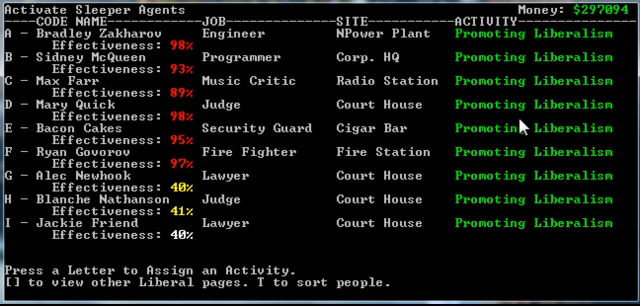 Activate Sleeper Agents Money: $297094
-----CODE NAME------------JOB-------------SITE-----------ACTIVITY--------------
A - Bradley Zakharov Engineer NPower Plant Promoting Liberalism
Effectiveness: 98%
B - Sidney McQueen Programmer Corp. HQ Promoting Liberalism
Effectiveness: 93%
C - Max Farr Music Critic Radio Station Promoting Liberalism
Effectiveness: 89%
D - Mary Quick Judge Court House Promoting Liberalism
Effectiveness: 98%
E - Bacon Cakes Security Guard Cigar Bar Promoting Liberalism
Effectiveness: 95%
F - Ryan Govorov Fire Fighter Fire Station Promoting Liberalism
Effectiveness: 97%
G - Alec Newhook Lawyer Court House Promoting Liberalism
Effectiveness: 40%
H - Blanche Nathanson Judge Court House Promoting Liberalism
Effectiveness: 41%
I - Jackie Friend Lawyer Court House Promoting Liberalism
Effectiveness: 40%
Press a Letter to Assign an Activity.
[] to view other Liberal pages. T to sort people.